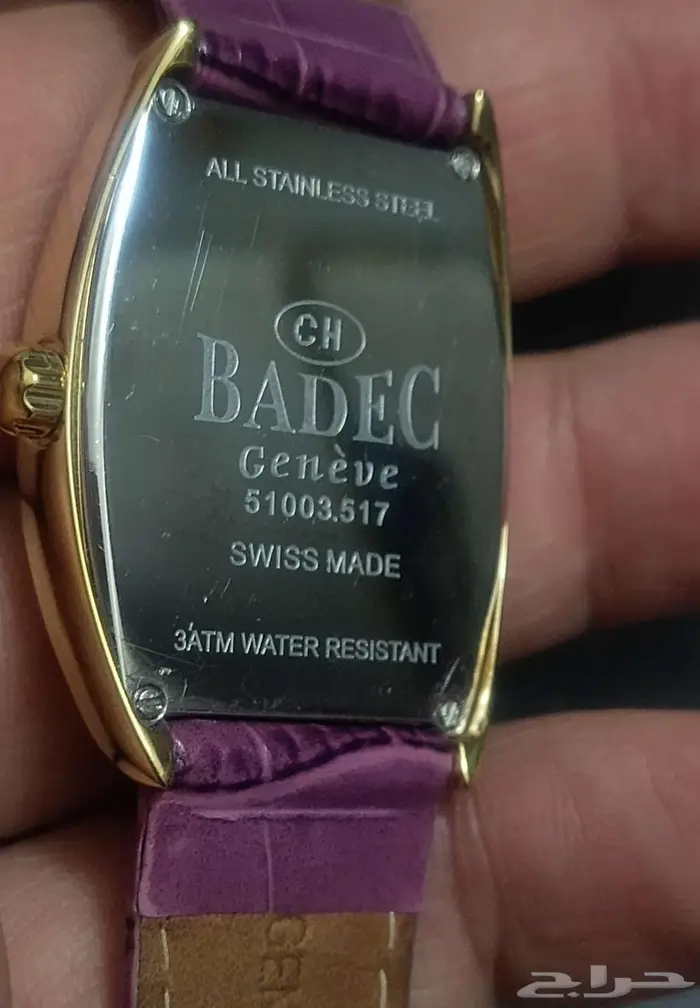 ALL STAINLESS STEEL
CH
BADEC
Genève
51003.517
SWISS MADE
3ATM WATER RESISTANT
حراج